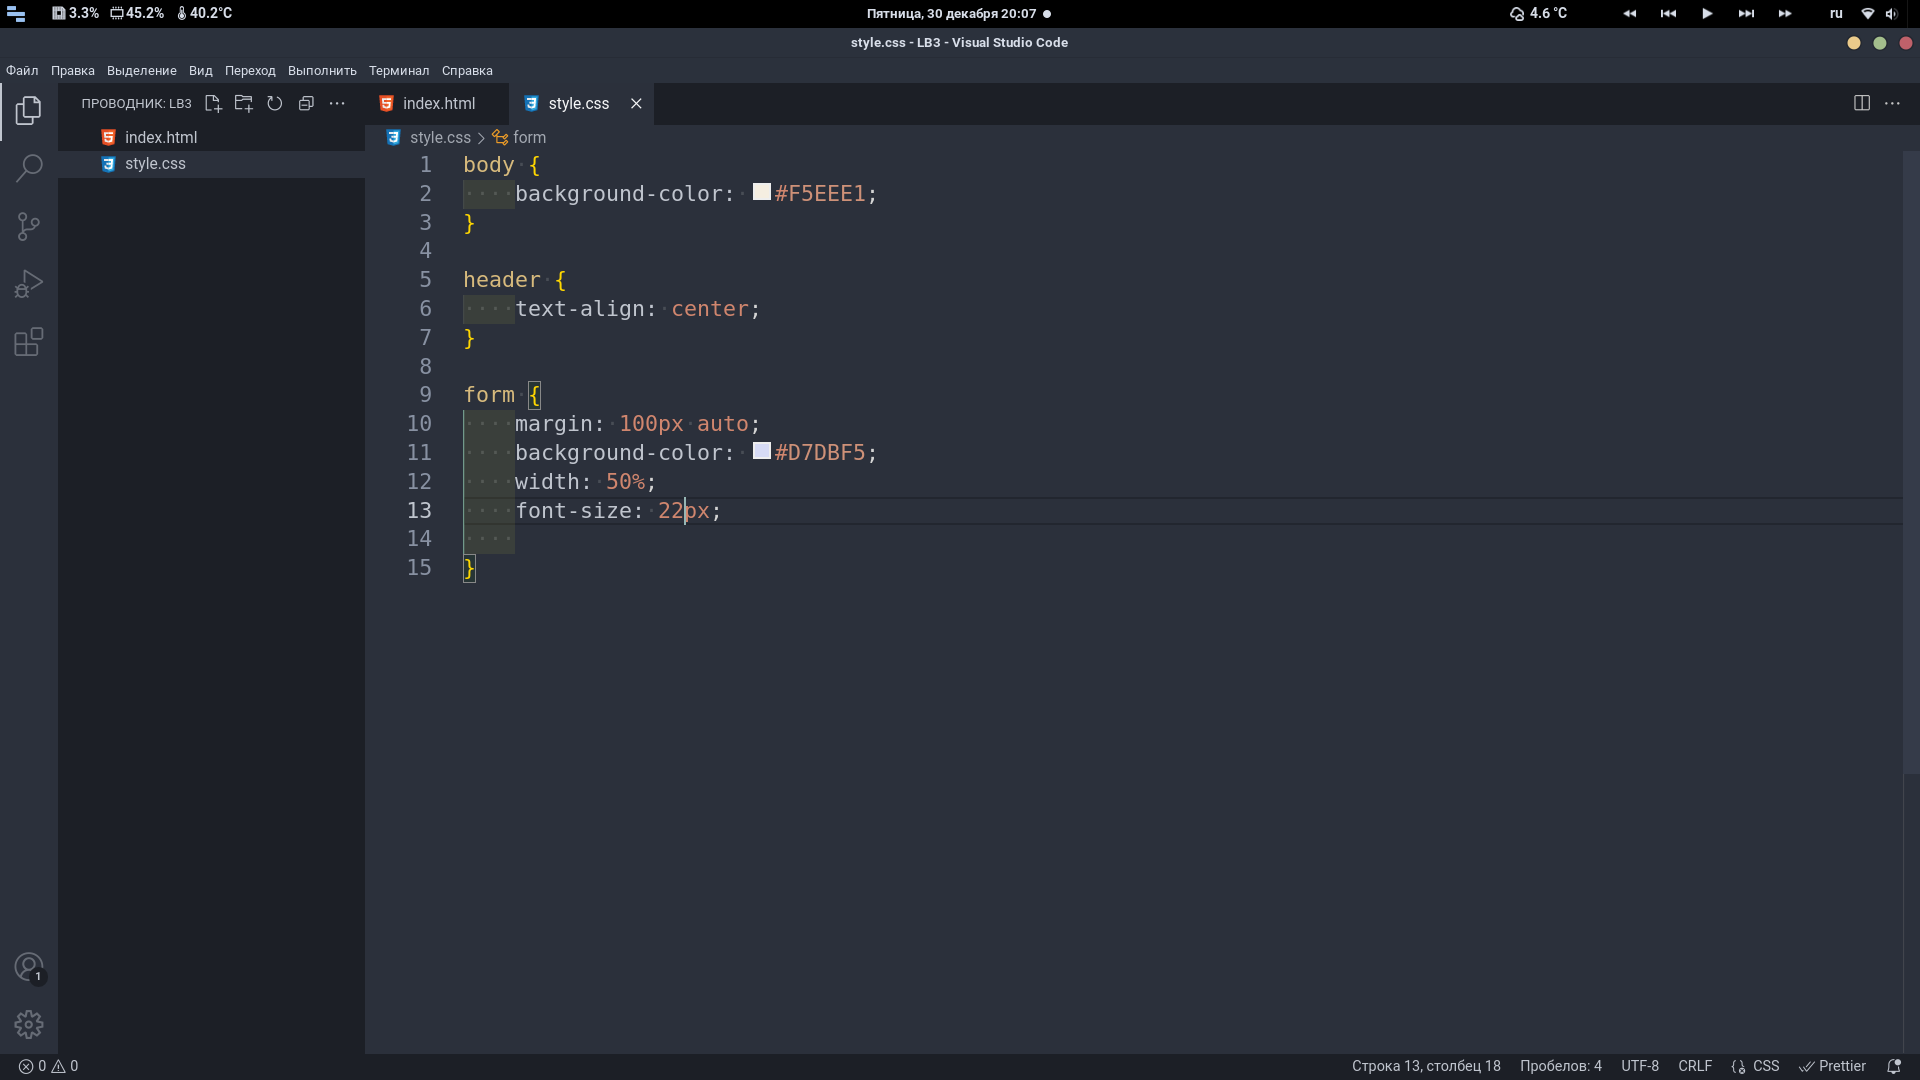 3.3% 45.2% 40.2°C Пятница, 30 декабря 20:07 4.6 °C ru
style.css - LB3 - Visual Studio Code
Файл Правка Выделение Вид Переход Выполнить Терминал Справка
ПРОВОДНИК: LB3
index.html
style.css
index.html style.css
style.css > form
1 body {
2     background-color: #F5EEE1;
3 }
4
5 header {
6     text-align: center;
7 }
8
9 form {
10     margin: 100px auto;
11     background-color: #D7DBF5;
12     width: 50%;
13     font-size: 22px;
14
15 }
1
0 0 Строка 13, столбец 18 Пробелов: 4 UTF-8 CRLF CSS Prettier